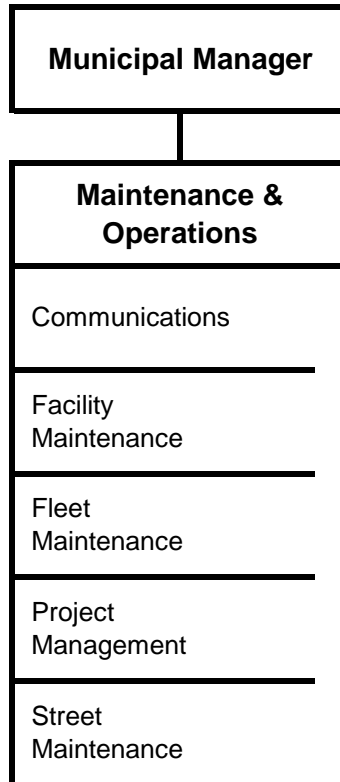 Municipal Manager
Maintenance &
Operations
Communications
Facility
Maintenance
Fleet
Maintenance
Project
Management
Street
Maintenance